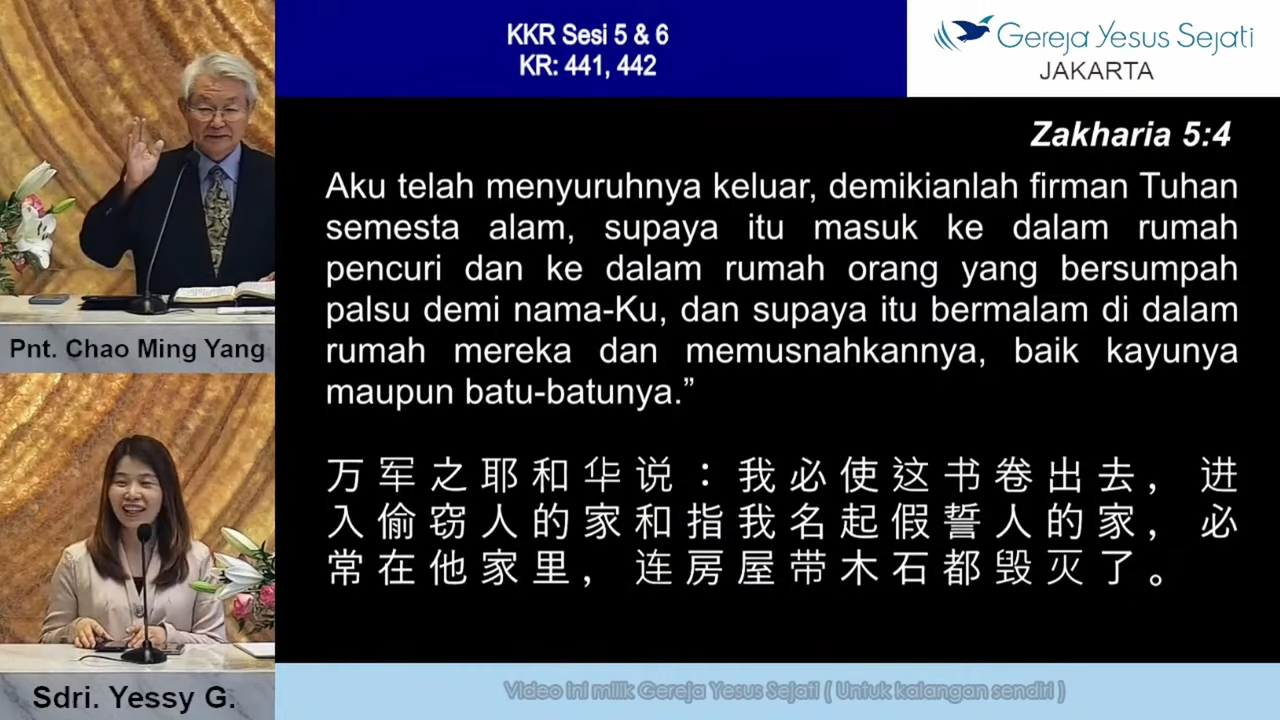 KKR Sesi 5 & 6
KR: 441, 442
Gereja Yesus Sejati
JAKARTA
Zakharia 5:4
Aku telah menyuruhnya keluar, demikianlah firman Tuhan
semesta alam, supaya itu masuk ke dalam rumah
pencuri dan ke dalam rumah orang yang bersumpah
palsu demi nama-Ku, dan supaya itu bermalam di dalam
rumah mereka dan memusnahkannya, baik kayunya
maupun batu-batunya.”
万军之耶和华说：我必使这书卷出去，进
入偷窃人的家和指我名起假誓人的家，必
常在他家里，连房屋带木石都毁灭了。
Pnt. Chao Ming Yang
Sdri. Yessy G.
Video ini milik Gereja Yesus Sejati ( Untuk kalangan sendiri )